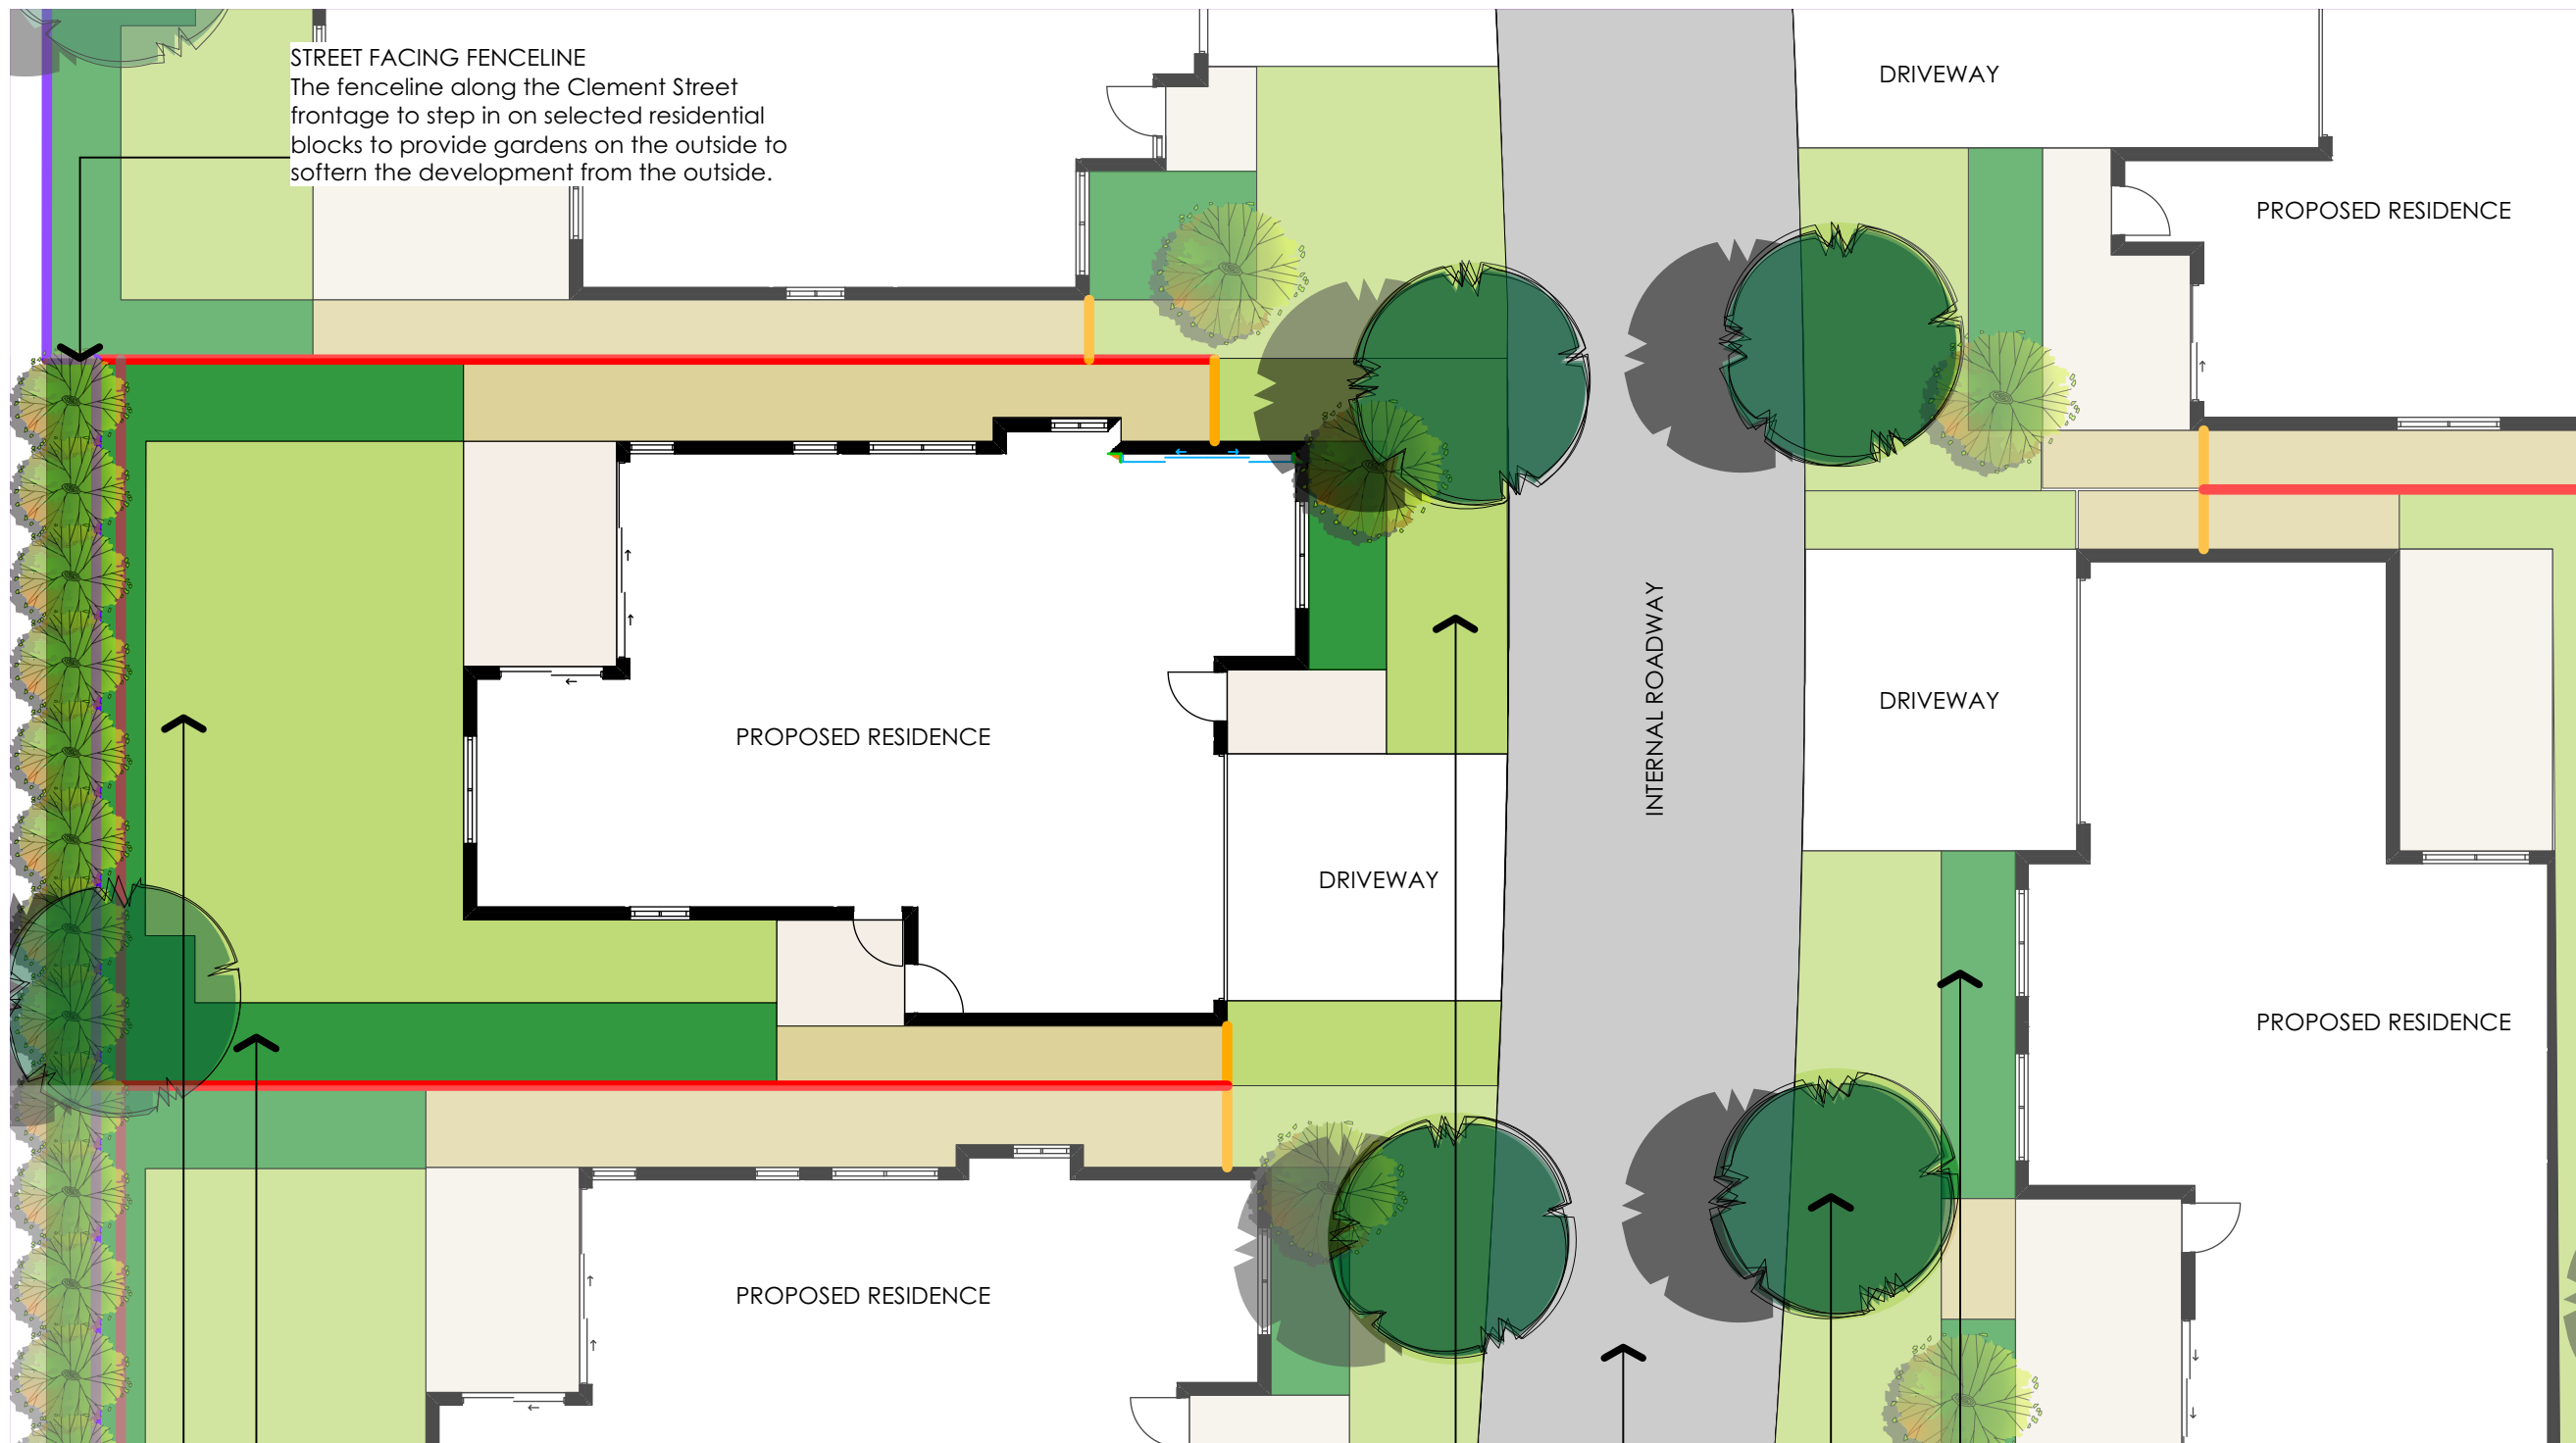 STREET FACING FENCELINE
The fenceline along the Clement Street
frontage to step in on selected residential
blocks to provide gardens on the outside to
softern the development from the outside.
DRIVEWAY
PROPOSED RESIDENCE
INTERNAL ROADWAY
DRIVEWAY
PROPOSED RESIDENCE
DRIVEWAY
PROPOSED RESIDENCE
PROPOSED RESIDENCE